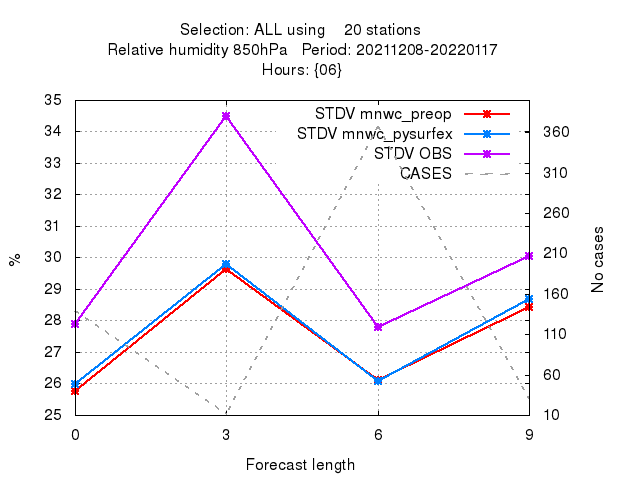 Selection: ALL using    20 stations
Relative humidity 850hPa   Period: 20211208-20220117
Hours: {06}
STDV mnwc_preop
STDV mnwc_pysurfex
STDV OBS
CASES
35
34
33
32
31
30
29
28
27
26
25
%
360
310
260
210
160
110
60
10
No cases
0 3 6 9
Forecast length